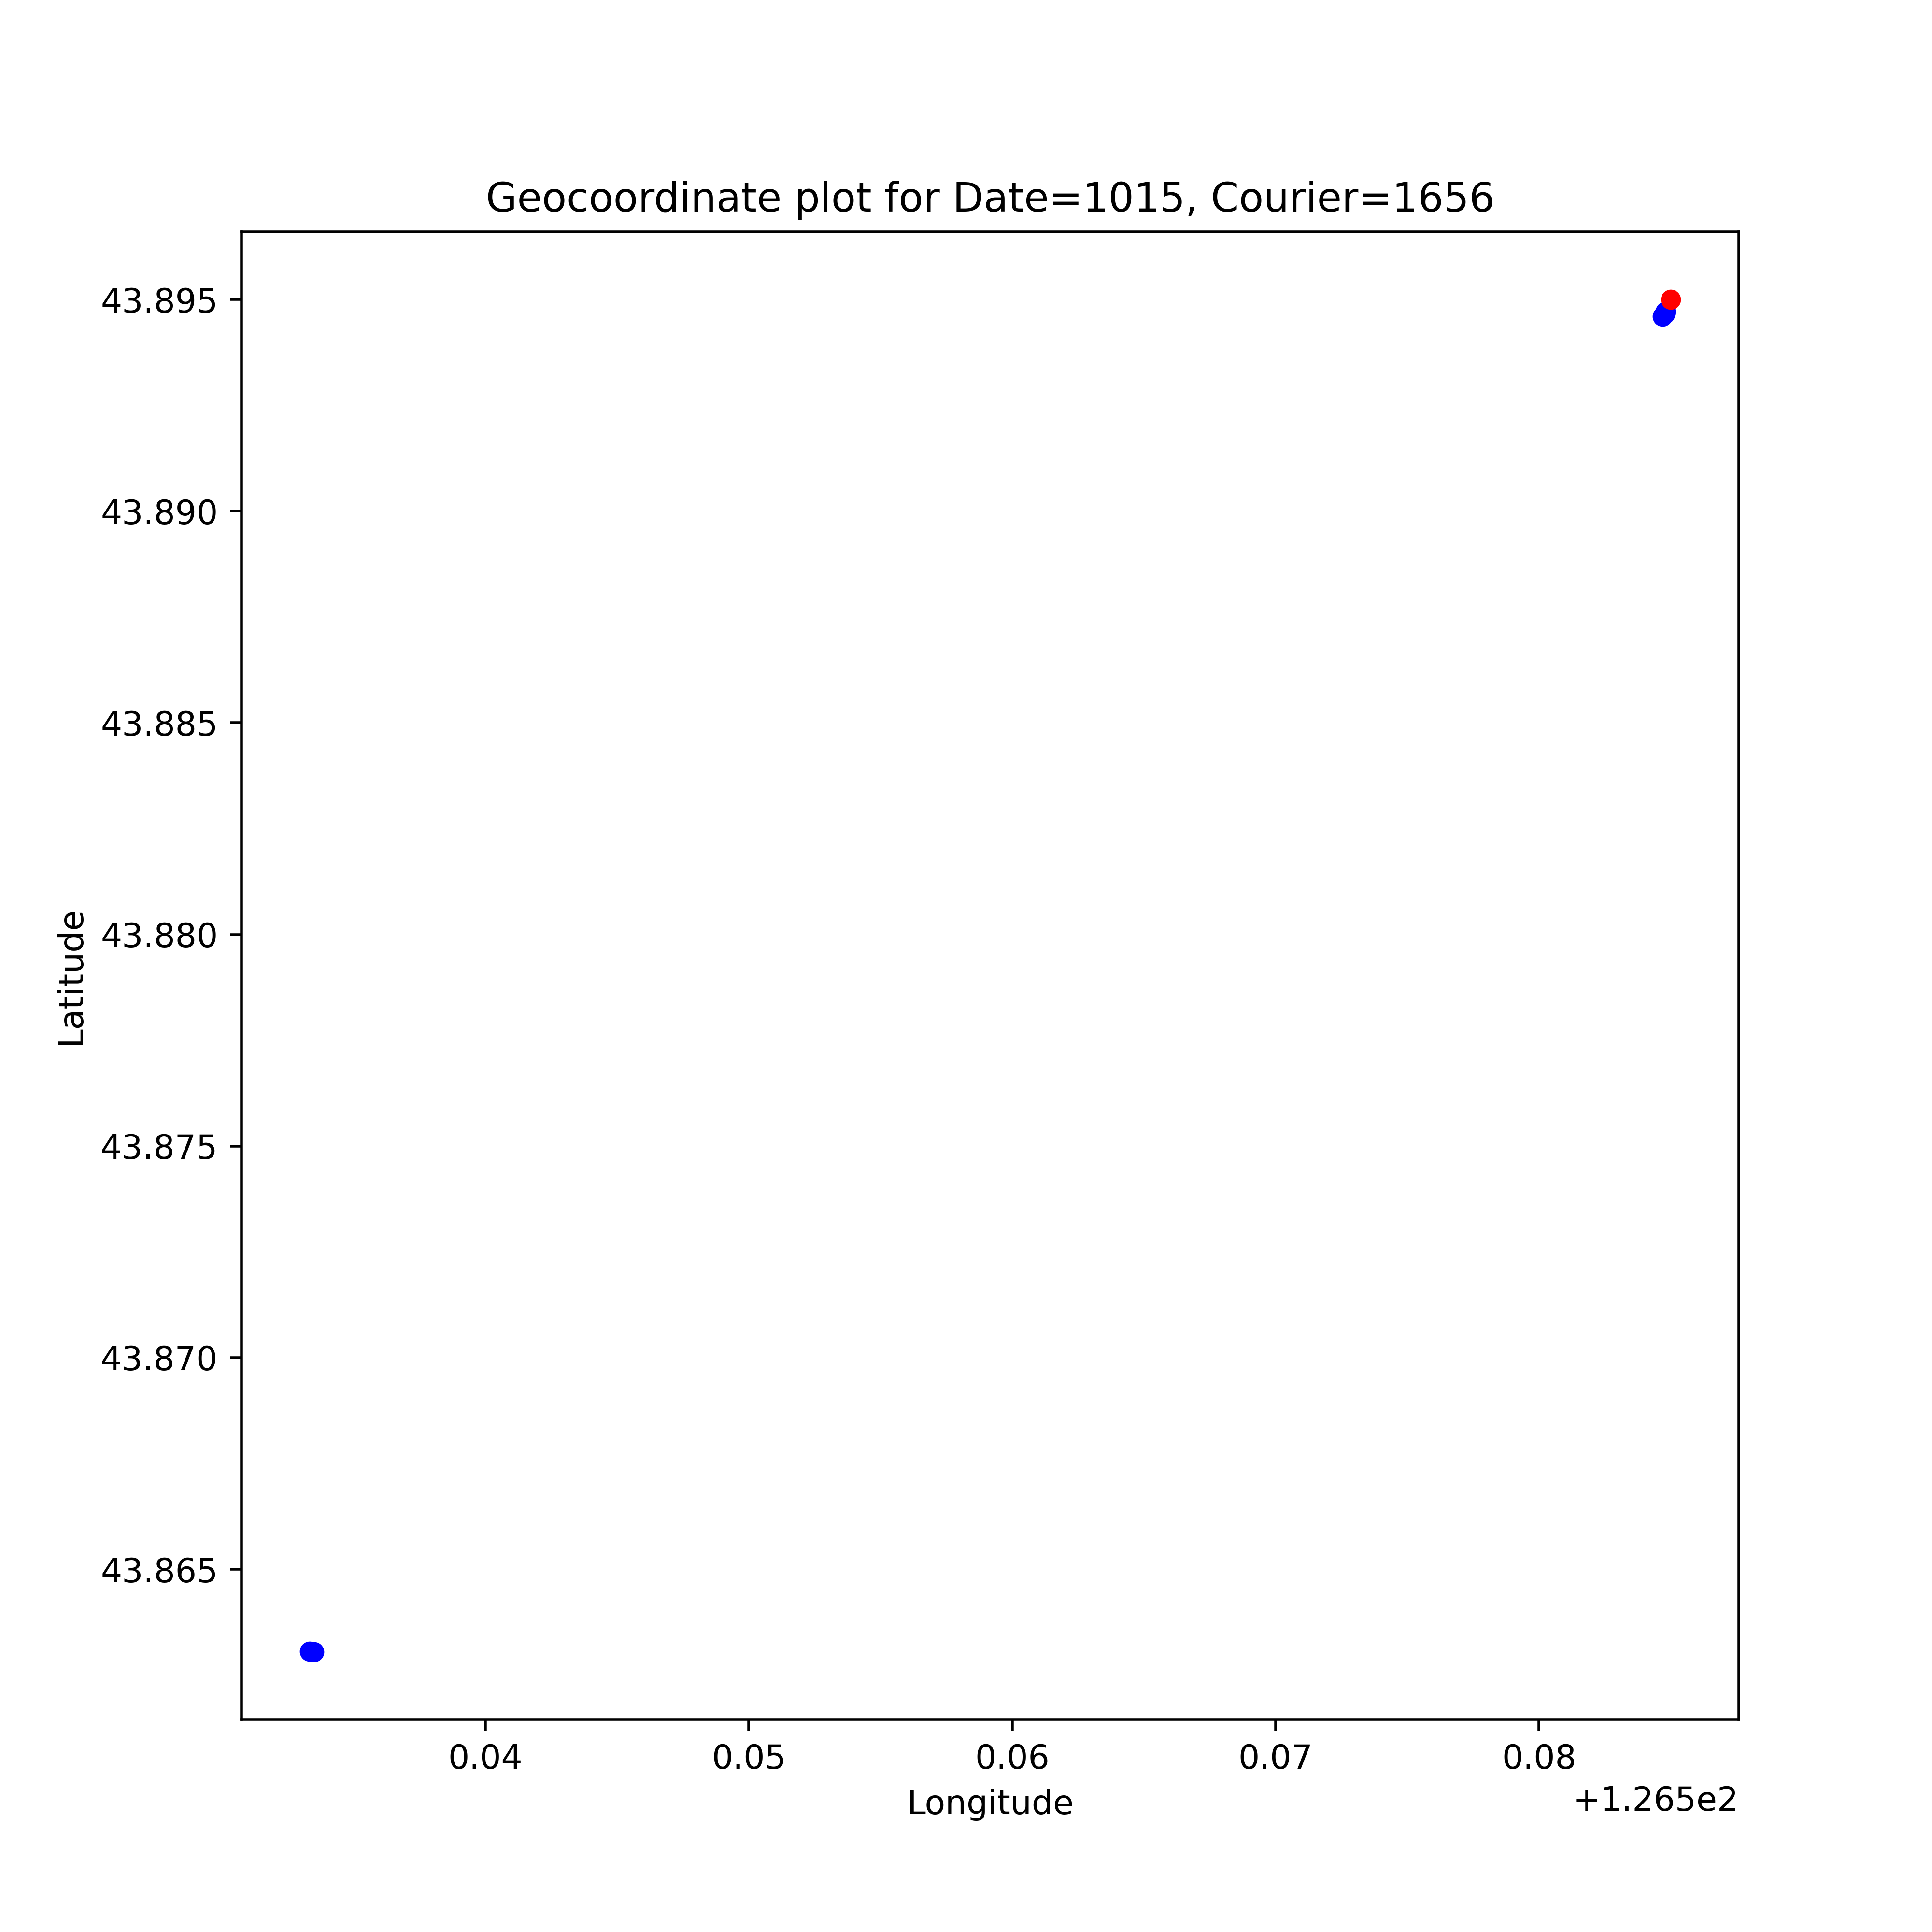 Geocoordinate plot for Date=1015, Courier=1656
43.895
43.890
43.885
43.880
43.875
43.870
43.865
Latitude
0.04 0.05 0.06 0.07 0.08
Longitude
+1.265e2